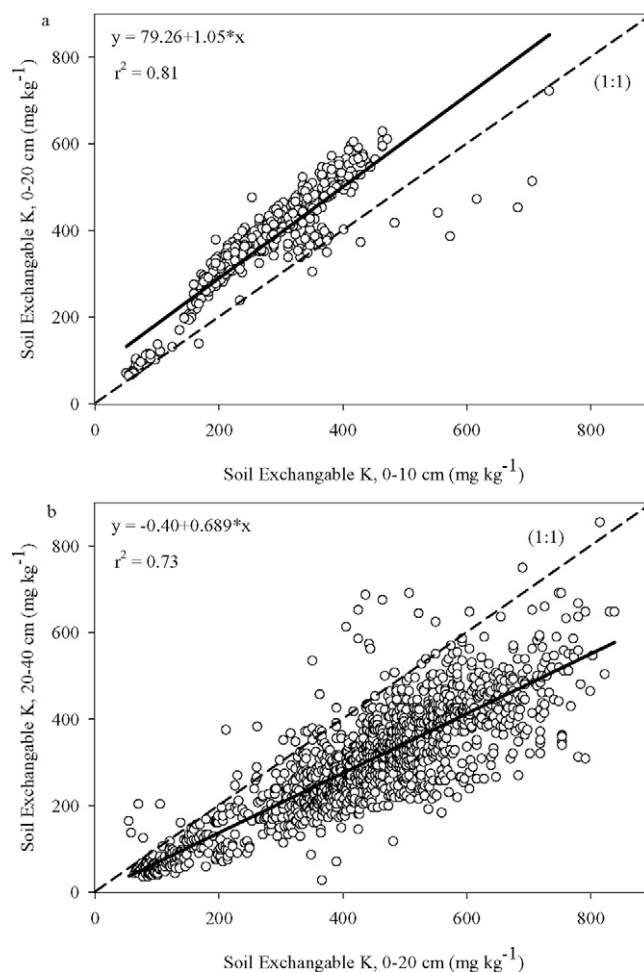 a
y = 79.26+1.05*x
r² = 0.81
(1:1)
800
600
400
200
0
Soil Exchangable K, 0-20 cm (mg kg⁻¹)
0 200 400 600 800
Soil Exchangable K, 0-10 cm (mg kg⁻¹)
b
y = -0.40+0.689*x
r² = 0.73
(1:1)
800
600
400
200
0
Soil Exchangable K, 20-40 cm (mg kg⁻¹)
0 200 400 600 800
Soil Exchangable K, 0-20 cm (mg kg⁻¹)